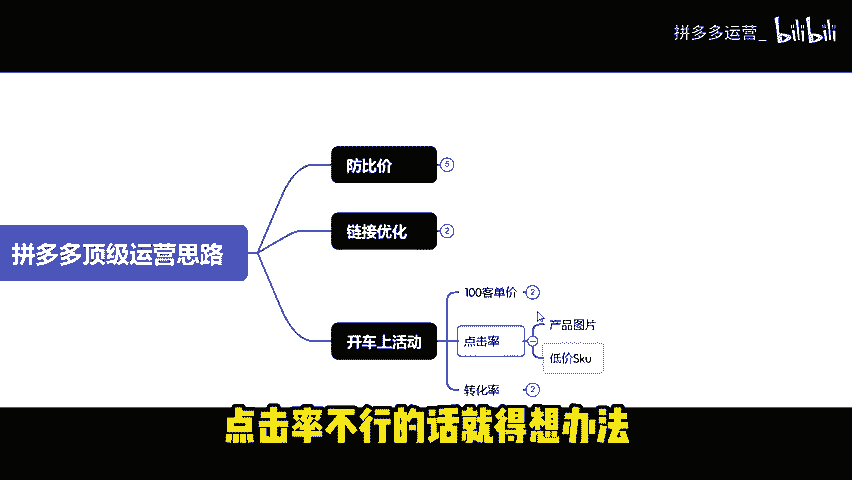 拼多多运营_ bilibili
防比价 5
拼多多顶级运营思路
链接优化 2
开车上活动
100客单价 2
点击率
产品图片
低价Sku
转化率 2
点击率不行的话就得想办法